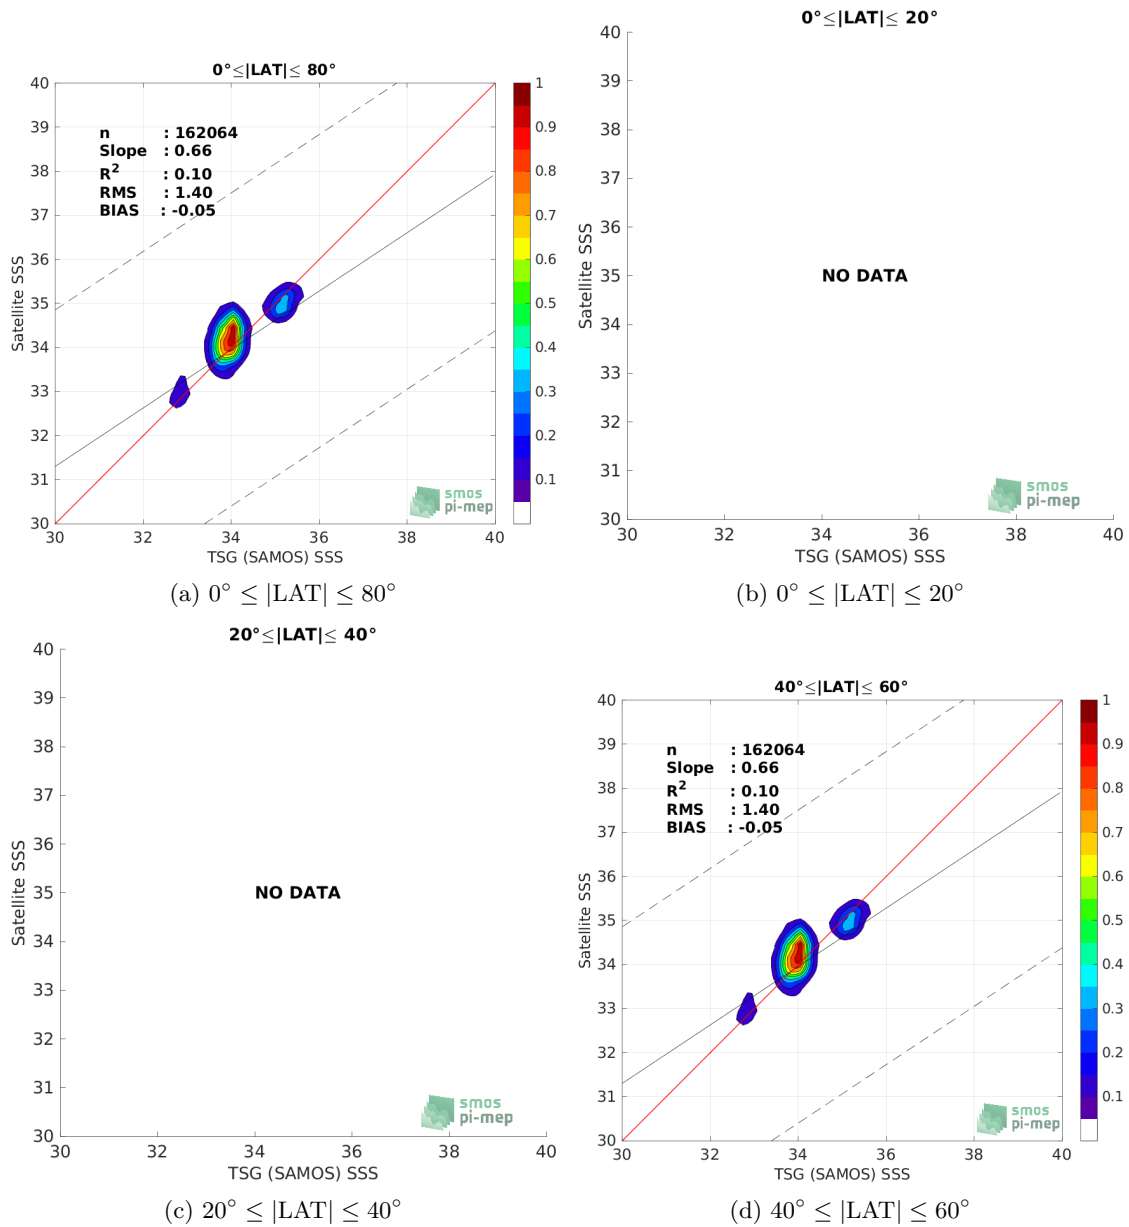 0°≤|LAT|≤ 80°
40
39
38
37
36
35
34
33
32
31
30
Satellite SSS
n : 162064
Slope : 0.66
R² : 0.10
RMS : 1.40
BIAS : -0.05
smos
pi-mep
30 32 34 36 38 40
TSG (SAMOS) SSS
1
0.9
0.8
0.7
0.6
0.5
0.4
0.3
0.2
0.1
(a) 0° ≤ |LAT| ≤ 80°
0°≤|LAT|≤ 20°
40
39
38
37
36
35
34
33
32
31
30
Satellite SSS
NO DATA
smos
pi-mep
30 32 34 36 38 40
TSG (SAMOS) SSS
(b) 0° ≤ |LAT| ≤ 20°
20°≤|LAT|≤ 40°
40
39
38
37
36
35
34
33
32
31
30
Satellite SSS
NO DATA
smos
pi-mep
30 32 34 36 38 40
TSG (SAMOS) SSS
(c) 20° ≤ |LAT| ≤ 40°
40°≤|LAT|≤ 60°
40
39
38
37
36
35
34
33
32
31
30
Satellite SSS
n : 162064
Slope : 0.66
R² : 0.10
RMS : 1.40
BIAS : -0.05
smos
pi-mep
30 32 34 36 38 40
TSG (SAMOS) SSS
1
0.9
0.8
0.7
0.6
0.5
0.4
0.3
0.2
0.1
(d) 40° ≤ |LAT| ≤ 60°